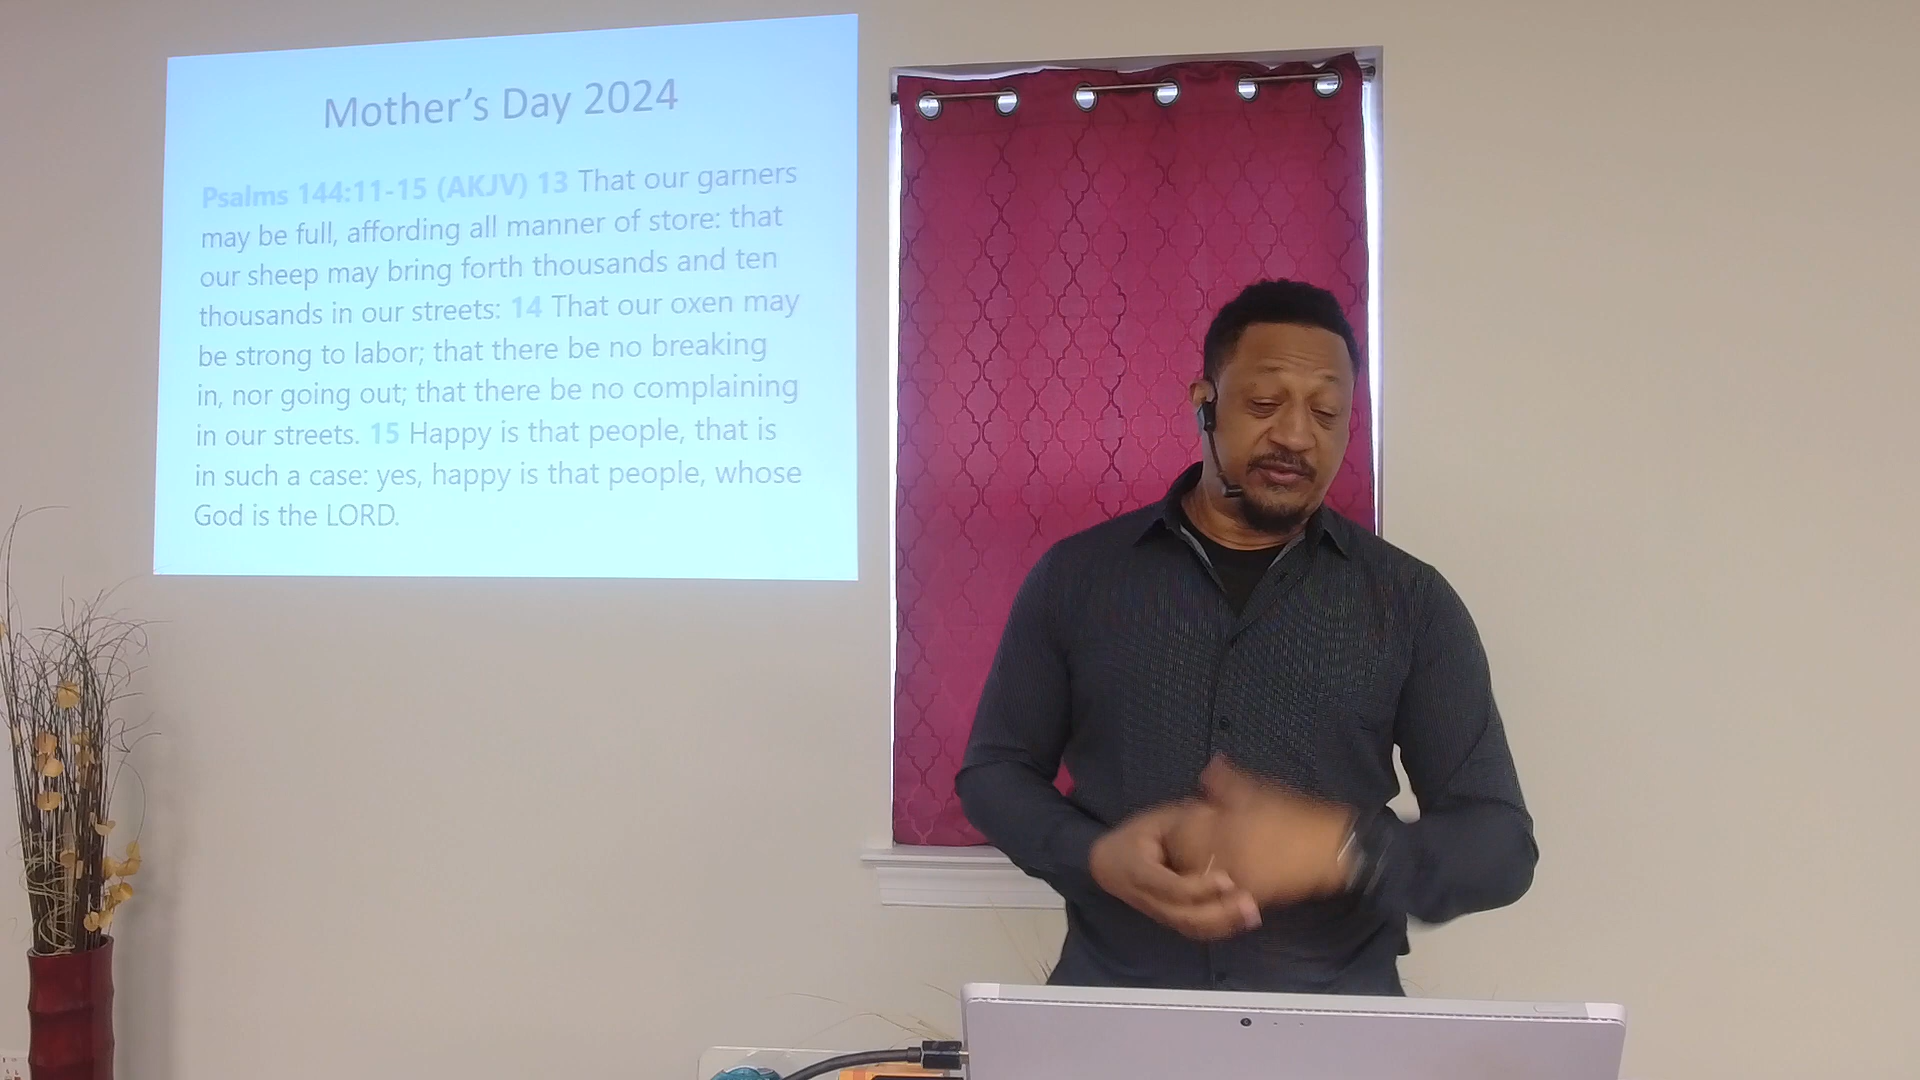 Mother's Day 2024
Psalms 144:11-15 (AKJV) 13 That our garners
may be full, affording all manner of store: that
our sheep may bring forth thousands and ten
thousands in our streets: 14 That our oxen may
be strong to labor; that there be no breaking
in, nor going out; that there be no complaining
in our streets. 15 Happy is that people, that is
in such a case: yes, happy is that people, whose
God is the LORD.